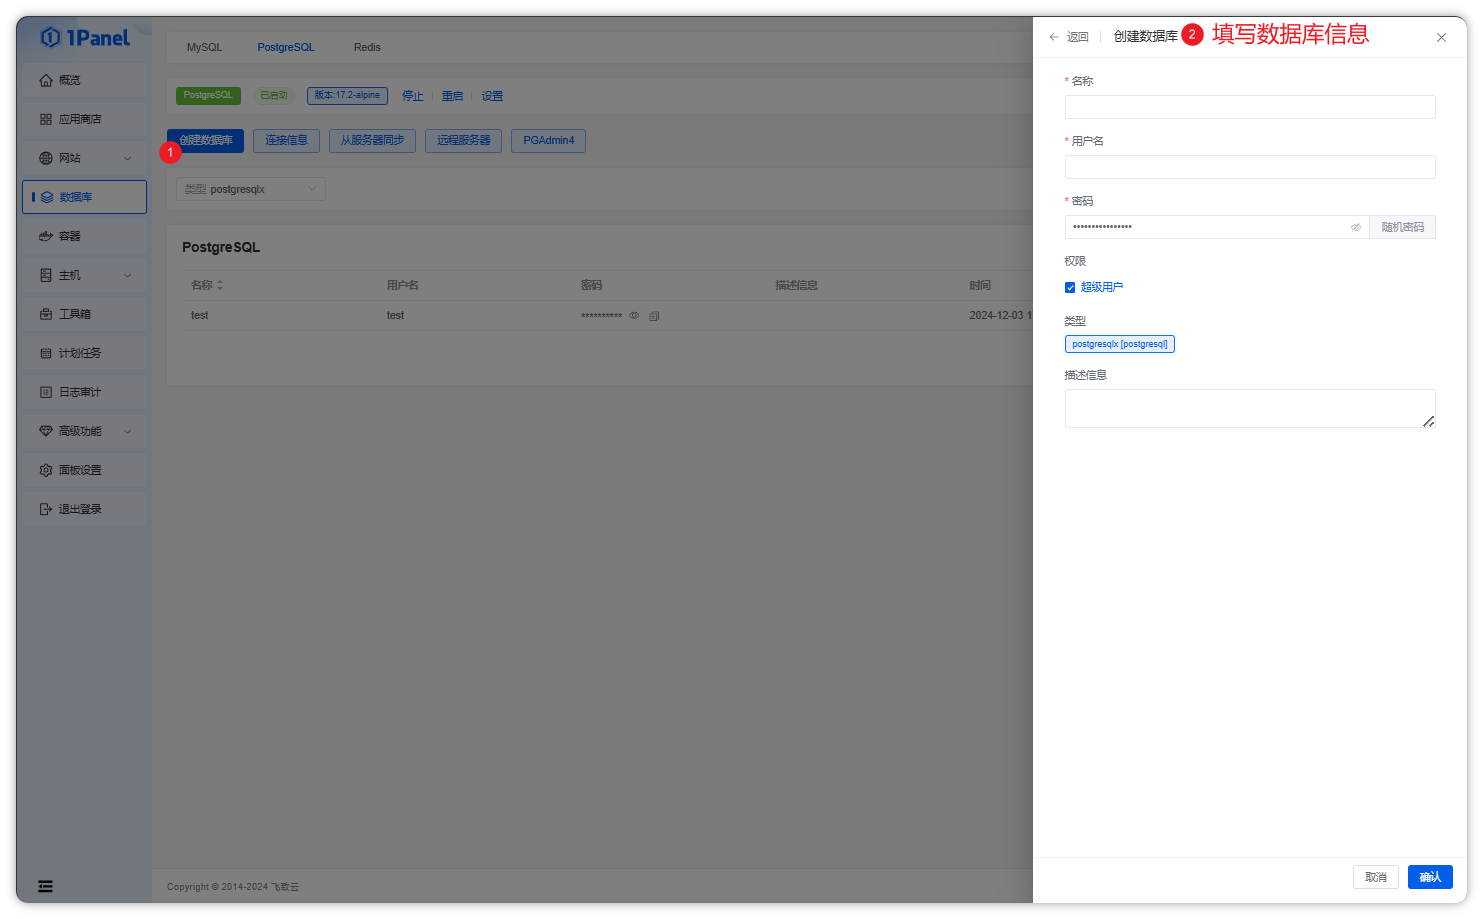 1Panel
概览
应用商店
网站
数据库
容器
主机
工具箱
计划任务
日志审计
高级功能
面板设置
退出登录
MySQL PostgreSQL Redis
PostgreSQL 已启动 版本:17.2-alpine 停止 重启 设置
创建数据库 连接信息 从服务器同步 远程服务器 PGAdmin4
1
类型 postgresqlx
PostgreSQL
名称 用户名 密码 描述信息 时间
test test ********** 2024-12-03 1
Copyright © 2014-2024 飞致云
返回 创建数据库 2 填写数据库信息
* 名称
* 用户名
* 密码
•••••••••••••••• 随机密码
权限
超级用户
类型
postgresqlx [postgresql]
描述信息
取消 确认